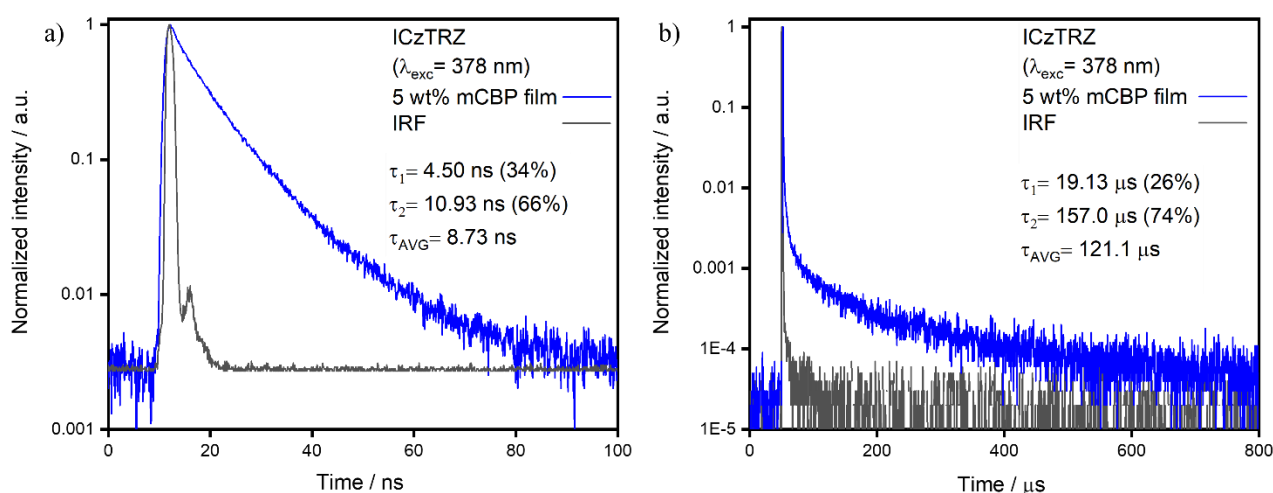 a)
Normalized intensity / a.u.
1
0.1
0.01
0.001
0
20
40
60
80
100
Time / ns
ICzTRZ
(λexc= 378 nm)
5 wt% mCBP film
IRF
τ1= 4.50 ns (34%)
τ2= 10.93 ns (66%)
τAVG= 8.73 ns
b)
Normalized intensity / a.u.
1
0.1
0.01
0.001
1E-4
1E-5
0
200
400
600
800
Time / μs
ICzTRZ
(λexc= 378 nm)
5 wt% mCBP film
IRF
τ1= 19.13 μs (26%)
τ2= 157.0 μs (74%)
τAVG= 121.1 μs